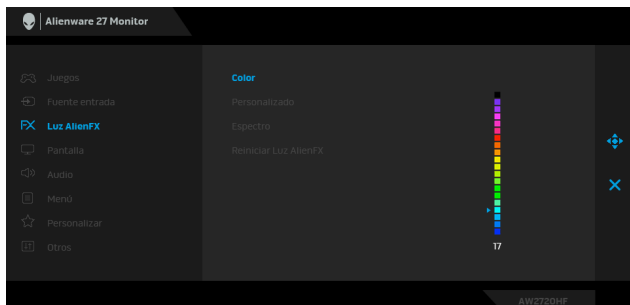 Alienware 27 Monitor
Juegos
Color
Fuente entrada
Personalizado
FX Luz AlienFX
Espectro
Pantalla
Reiniciar Luz AlienFX
Audio
Menú
Personalizar
Otros
17
AW2720HF